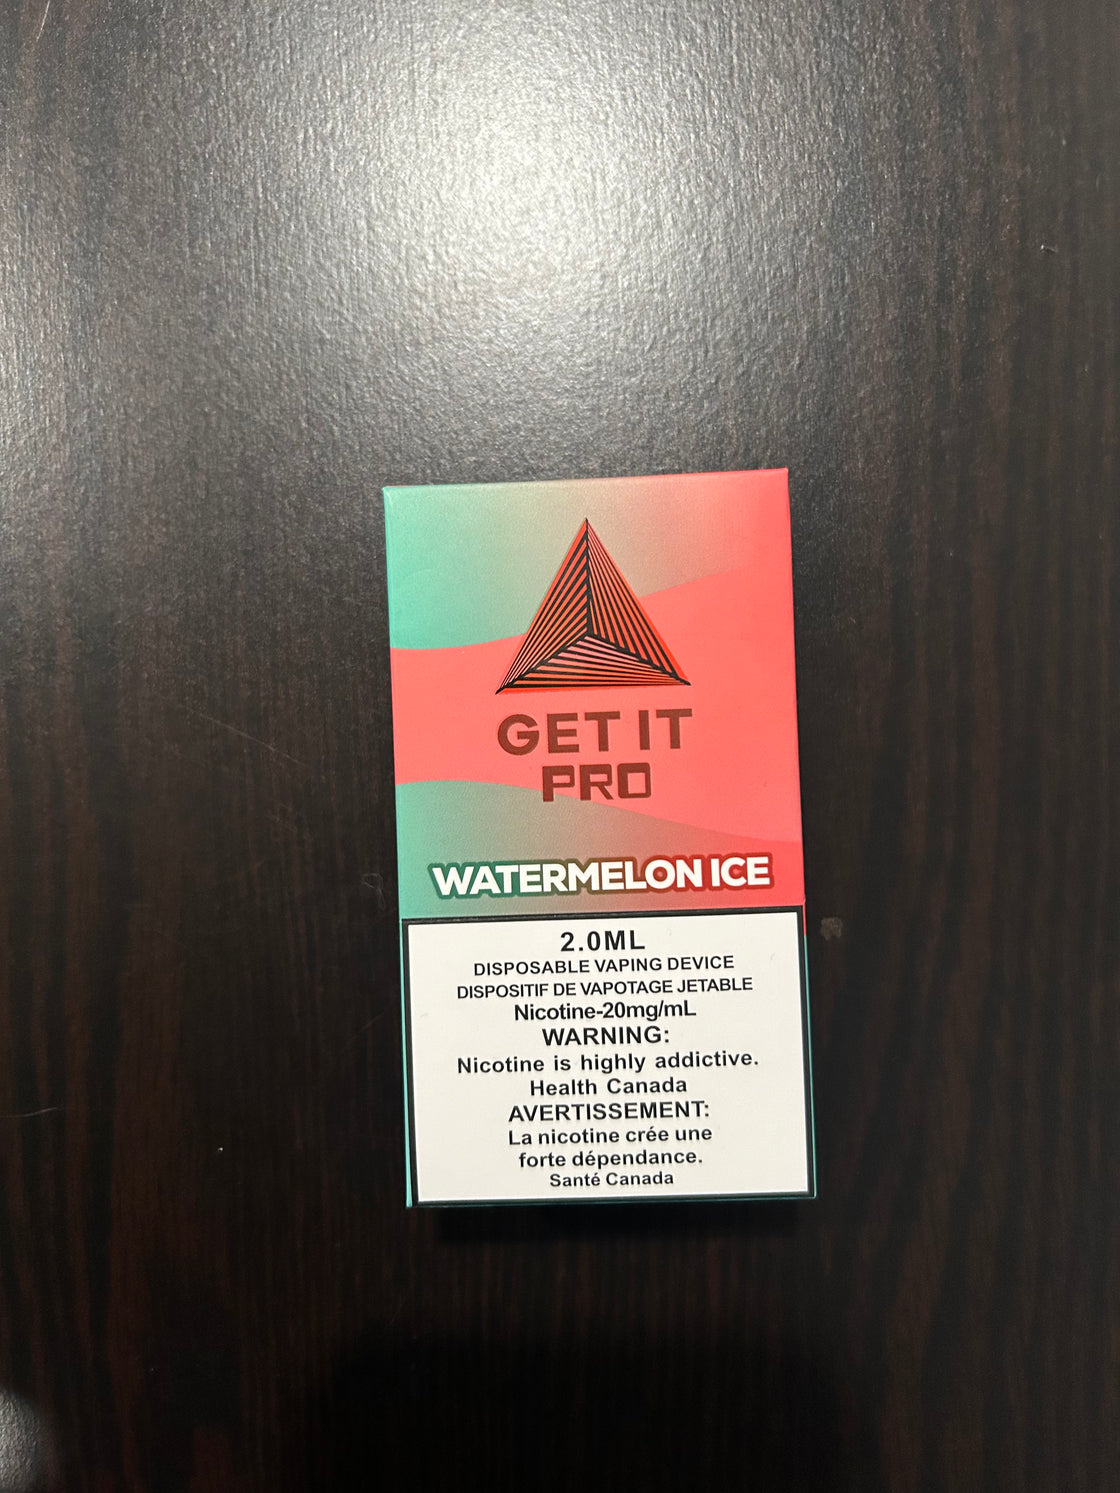 GET IT
PRO
WATERMELON ICE
2.0ML
DISPOSABLE VAPING DEVICE
DISPOSITIF DE VAPOTAGE JETABLE
Nicotine-20mg/mL
WARNING:
Nicotine is highly addictive.
Health Canada
AVERTISSEMENT:
La nicotine crée une
forte dépendance.
Santé Canada